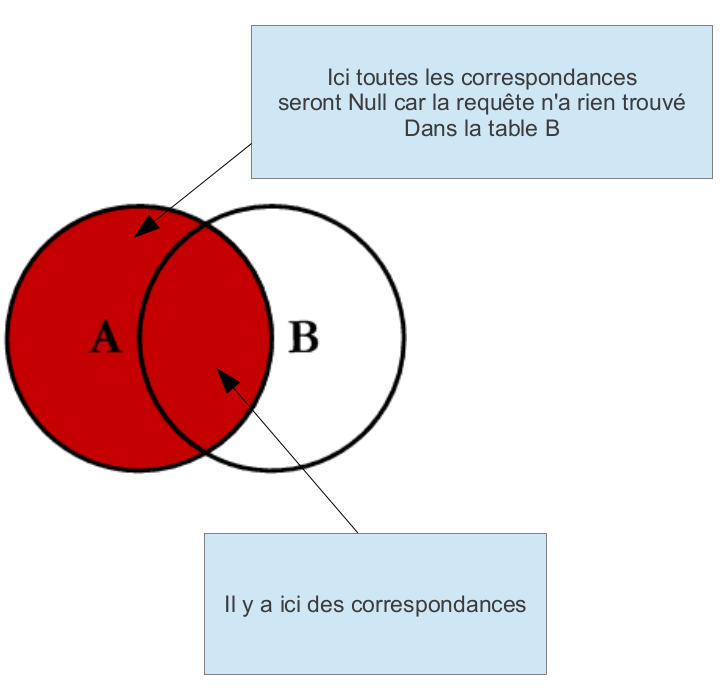 Ici toutes les correspondances
seront Null car la requête n'a rien trouvé
Dans la table B
A
B
Il y a ici des correspondances